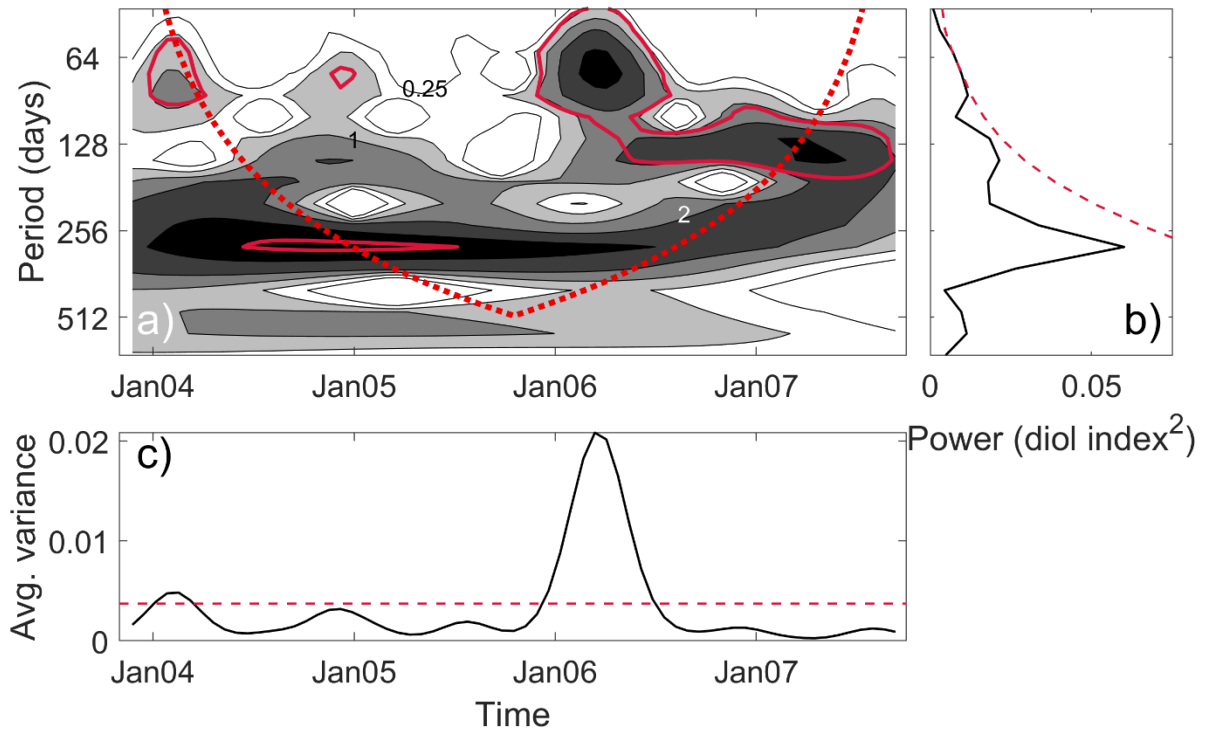 Period (days)
64
128
256
512
0.25
1
2
a)
Jan04 Jan05 Jan06 Jan07
b)
0 0.05
Power (diol index²)
c)
Avg. variance
0.02
0.01
0
Jan04 Jan05 Jan06 Jan07
Time